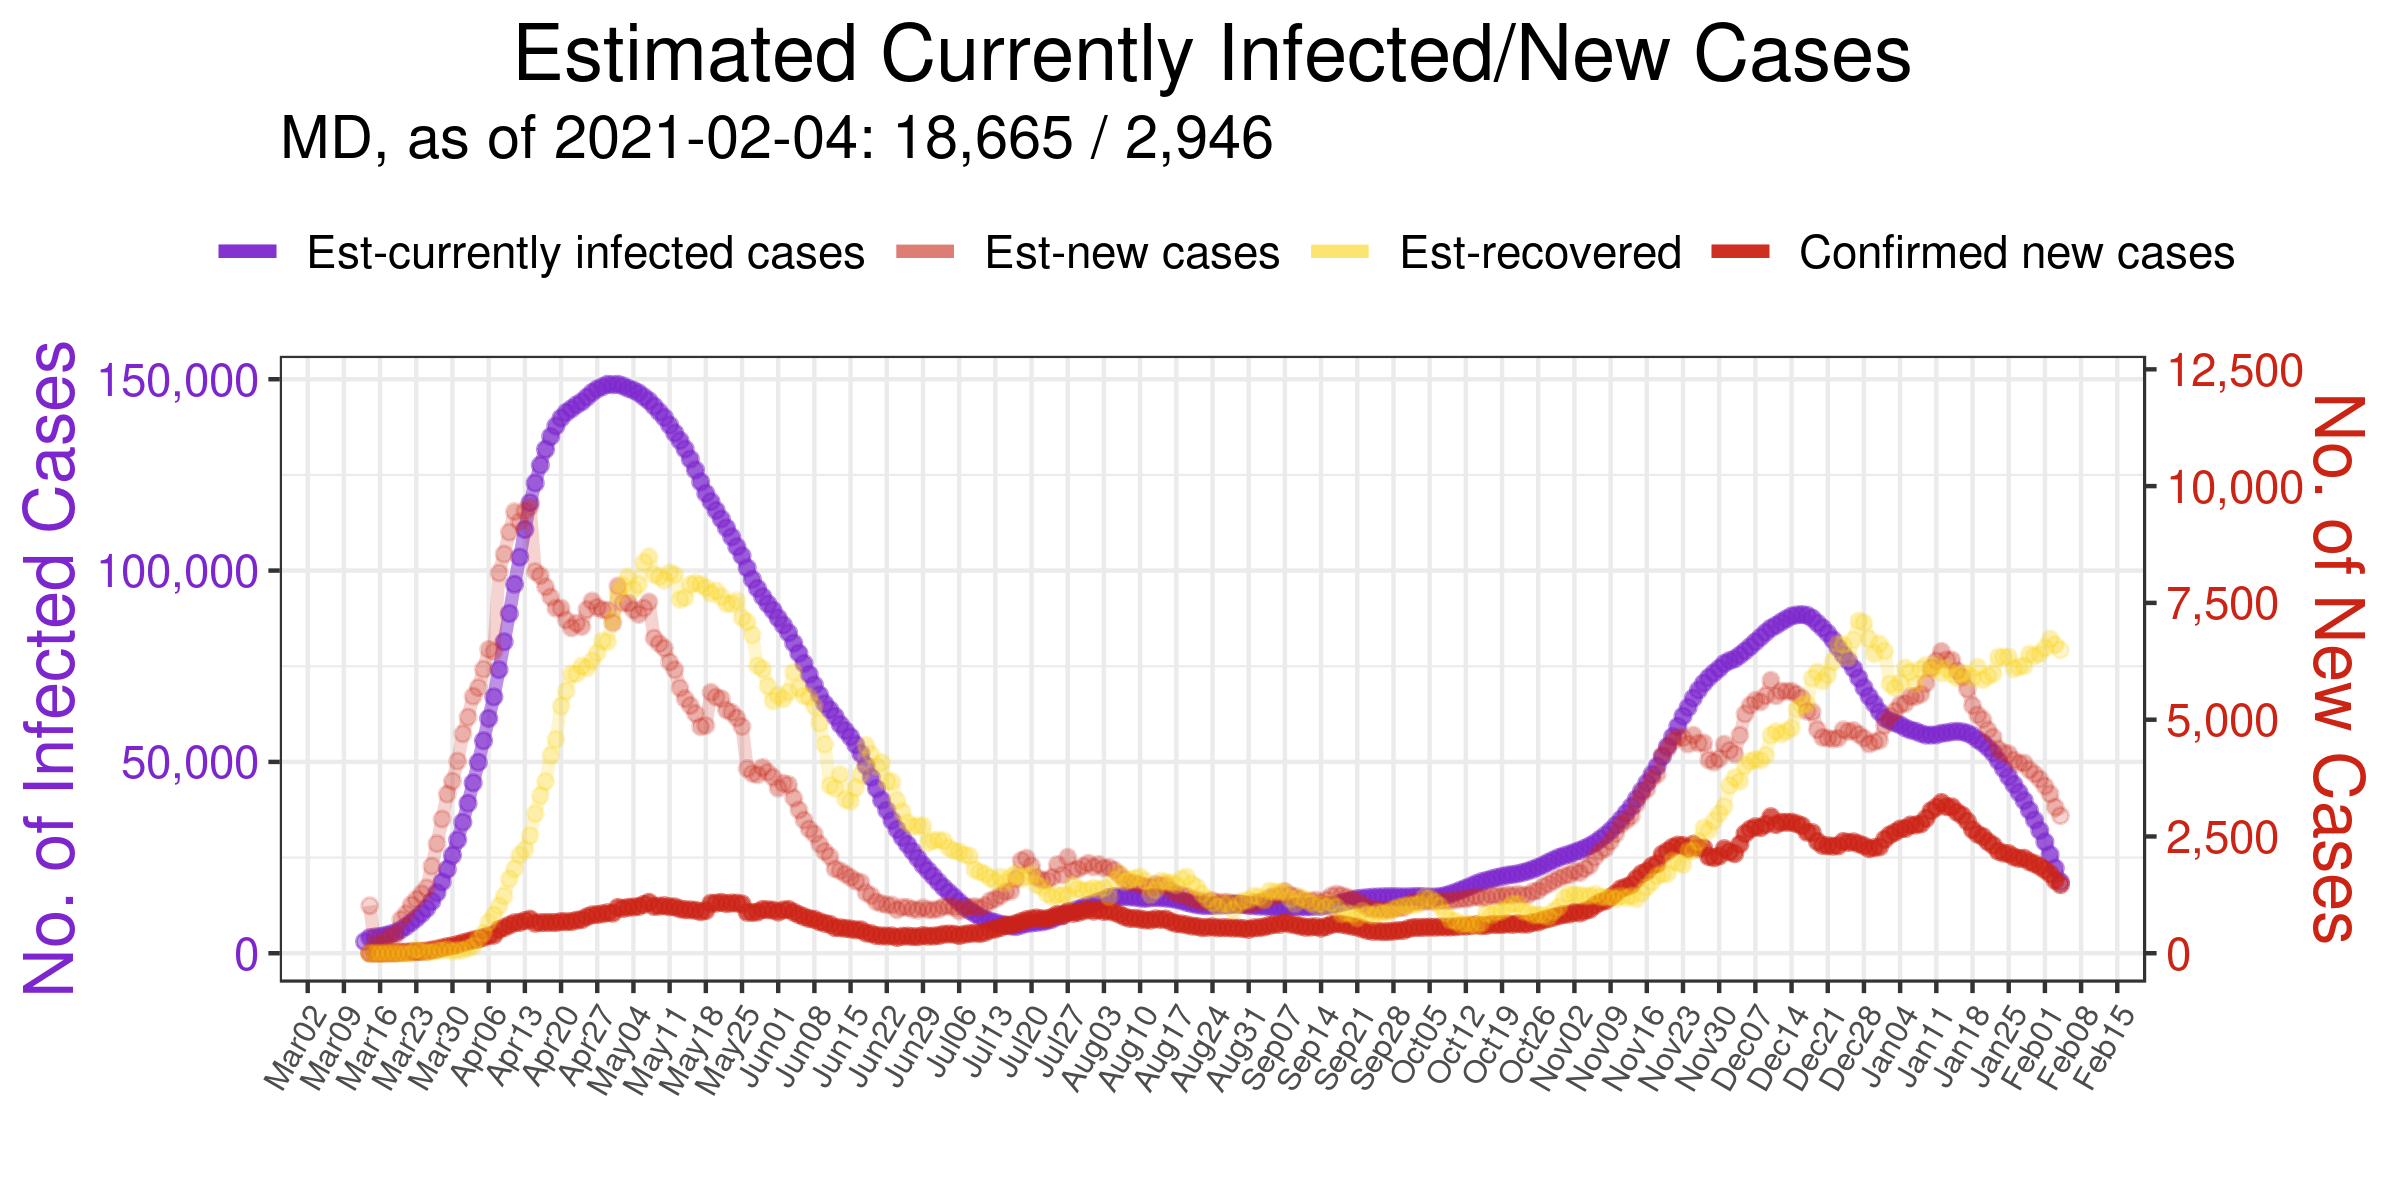 Estimated Currently Infected/New Cases
MD, as of 2021-02-04: 18,665 / 2,946
Est-currently infected cases
Est-new cases
Est-recovered
Confirmed new cases
No. of Infected Cases
150,000
100,000
50,000
0
12,500
10,000
7,500
5,000
2,500
0
No. of New Cases
Mar02
Mar09
Mar16
Mar23
Mar30
Apr06
Apr13
Apr20
Apr27
May04
May11
May18
May25
Jun01
Jun08
Jun15
Jun22
Jun29
Jul06
Jul13
Jul20
Jul27
Aug03
Aug10
Aug17
Aug24
Aug31
Sep07
Sep14
Sep21
Sep28
Oct05
Oct12
Oct19
Oct26
Nov02
Nov09
Nov16
Nov23
Nov30
Dec07
Dec14
Dec21
Dec28
Jan04
Jan11
Jan18
Jan25
Feb01
Feb08
Feb15